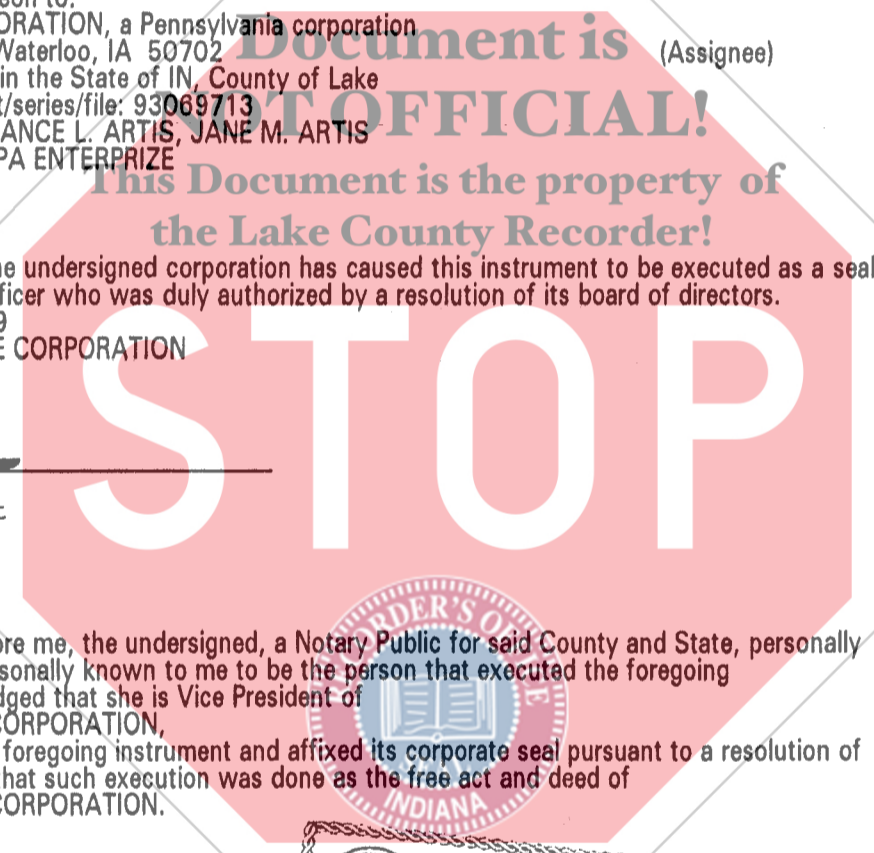 ORATION, a Pennsylvania corporation
Waterloo, IA 50702
(Assignee)
in the State of IN, County of Lake
t/series/file: 93069713
ANCE L. ARTIS, JANE M. ARTIS
PA ENTERPRIZE
Document is
NOT OFFICIAL!
This Document is the property of
the Lake County Recorder!
e undersigned corporation has caused this instrument to be executed as a seal
ficer who was duly authorized by a resolution of its board of directors.
9
E CORPORATION
STOP
ore me, the undersigned, a Notary Public for said County and State, personally
sonally known to me to be the person that executed the foregoing
dged that she is Vice President of
CORPORATION,
foregoing instrument and affixed its corporate seal pursuant to a resolution of
hat such execution was done as the free act and deed of
CORPORATION.
RECORDER'S OFFICE
SEAL
INDIANA